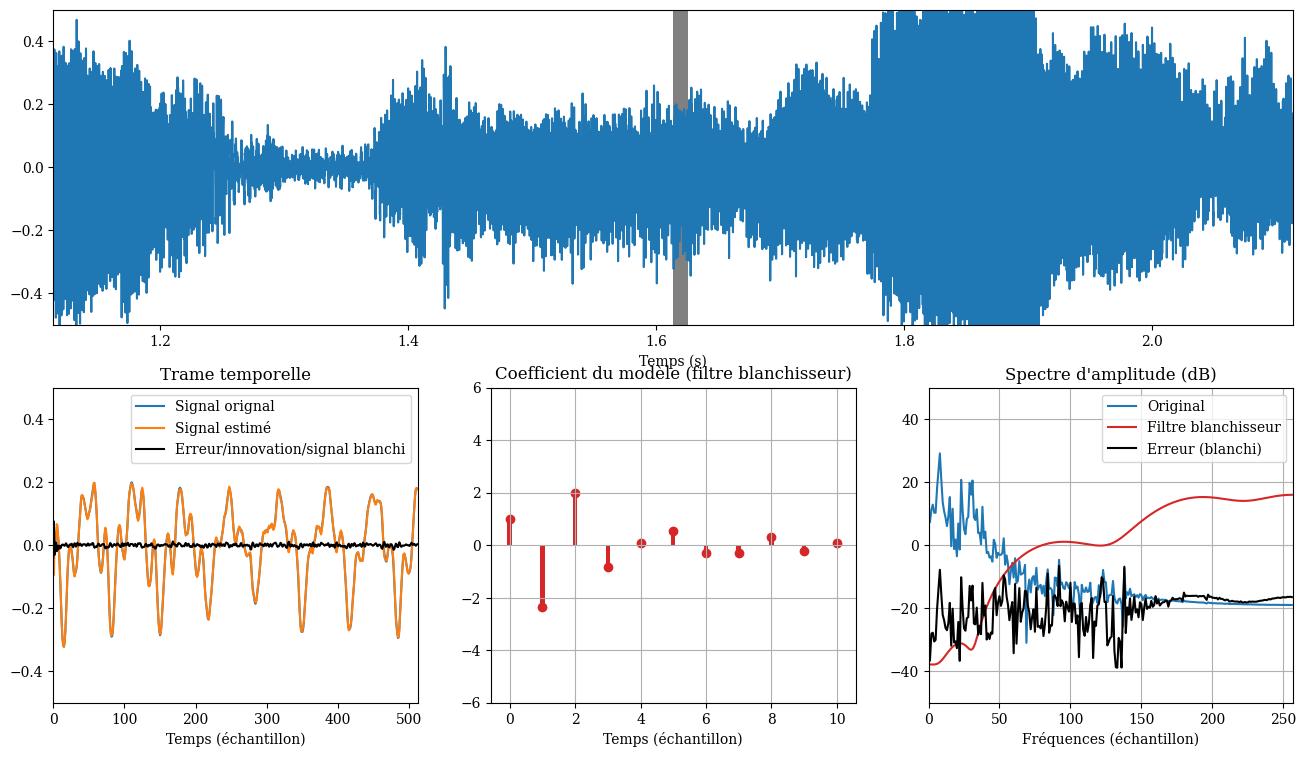 0.4
0.2
0.0
−0.2
−0.4
1.2 1.4 1.6 1.8 2.0
Temps (s)
Trame temporelle
0.4
0.2
0.0
−0.2
−0.4
Signal orignal
Signal estimé
Erreur/innovation/signal blanchi
0 100 200 300 400 500
Temps (échantillon)
Coefficient du modèle (filtre blanchisseur)
6
4
2
0
−2
−4
−6
0 2 4 6 8 10
Temps (échantillon)
Spectre d'amplitude (dB)
40
20
0
−20
−40
Original
Filtre blanchisseur
Erreur (blanchi)
0 50 100 150 200 250
Fréquences (échantillon)